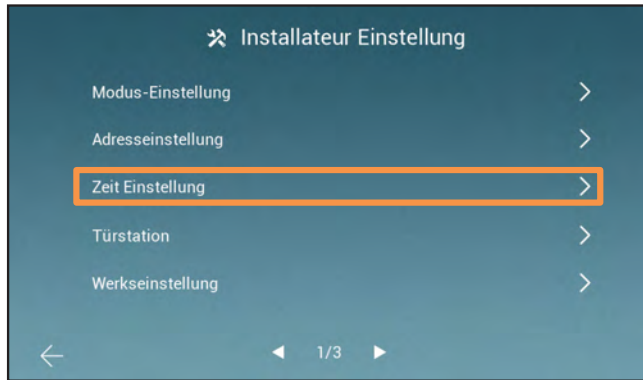 Installateur Einstellung
Modus-Einstellung
Adresseinstellung
Zeit Einstellung
Türstation
Werkseinstellung
1/3